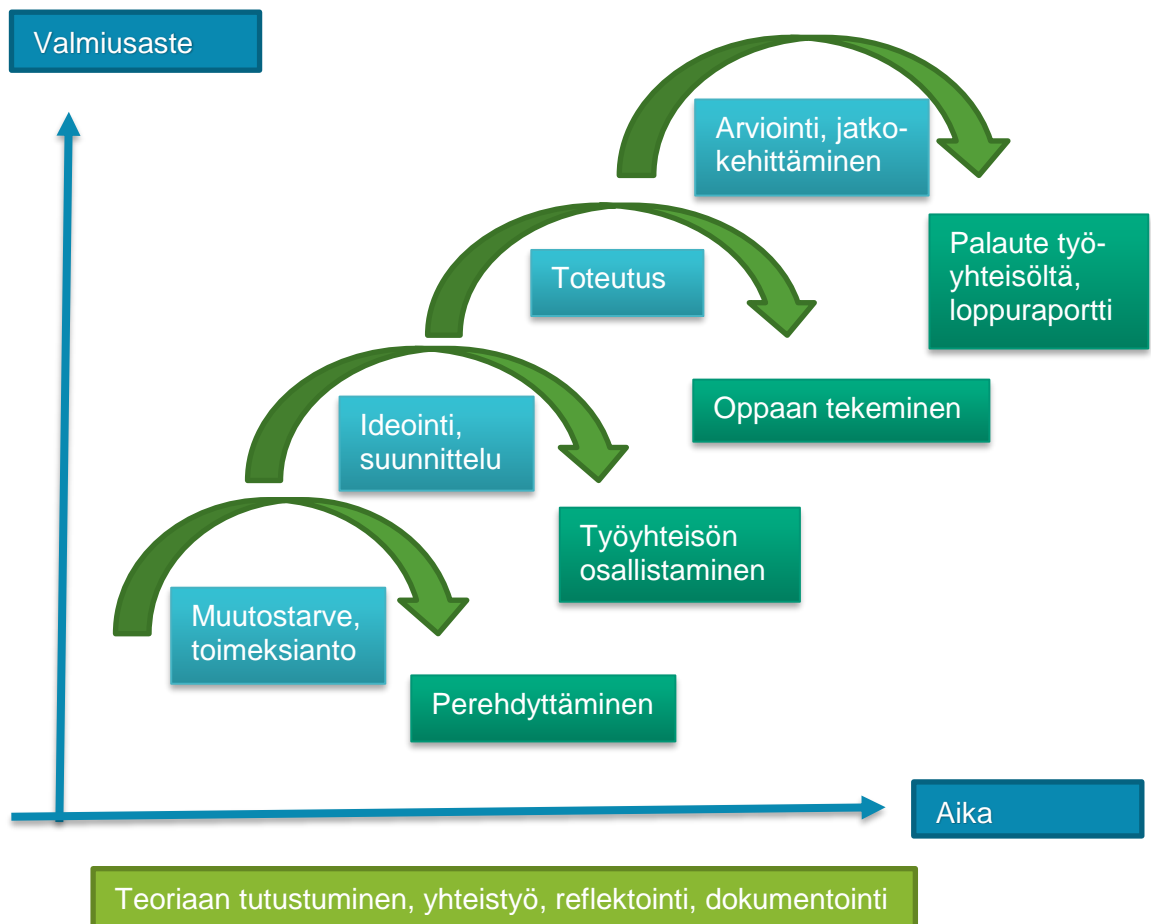 Valmiusaste
Arviointi, jatko-
kehittäminen
Palaute työ-
yhteisöltä,
loppuraportti
Toteutus
Oppaan tekeminen
Ideointi,
suunnittelu
Työyhteisön
osallistaminen
Muutostarve,
toimeksianto
Perehdyttäminen
Aika
Teoriaan tutustuminen, yhteistyö, reflektointi, dokumentointi